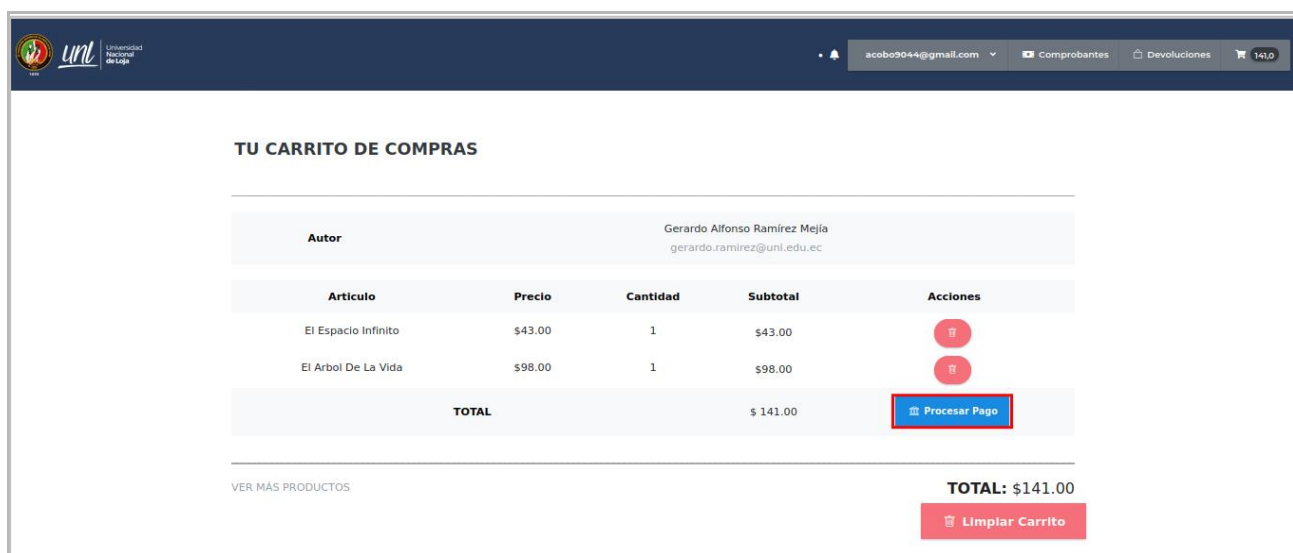 unl Universidad
Nacional
de Loja
acobo9044@gmail.com Comprobantes Devoluciones 141,0
TU CARRITO DE COMPRAS
Autor
Gerardo Alfonso Ramírez Mejía
gerardo.ramirez@unl.edu.ec
Articulo Precio Cantidad Subtotal Acciones
El Espacio Infinito $43.00 1 $43.00
El Arbol De La Vida $98.00 1 $98.00
TOTAL $ 141.00 Procesar Pago
VER MÁS PRODUCTOS TOTAL: $141.00
Limpiar Carrito